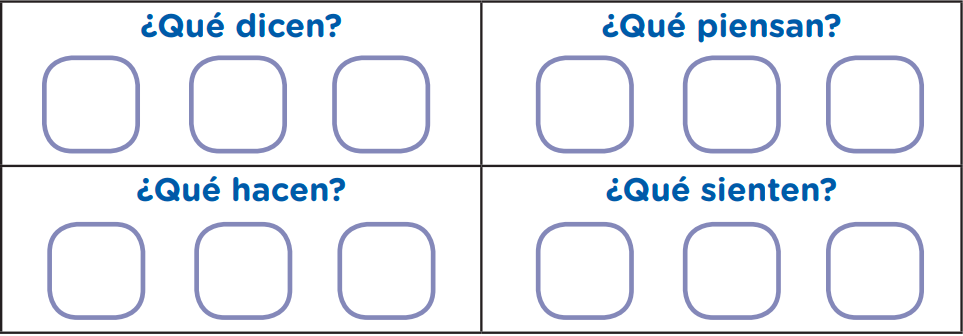 ¿Qué dicen?
¿Qué piensan?
¿Qué hacen?
¿Qué sienten?